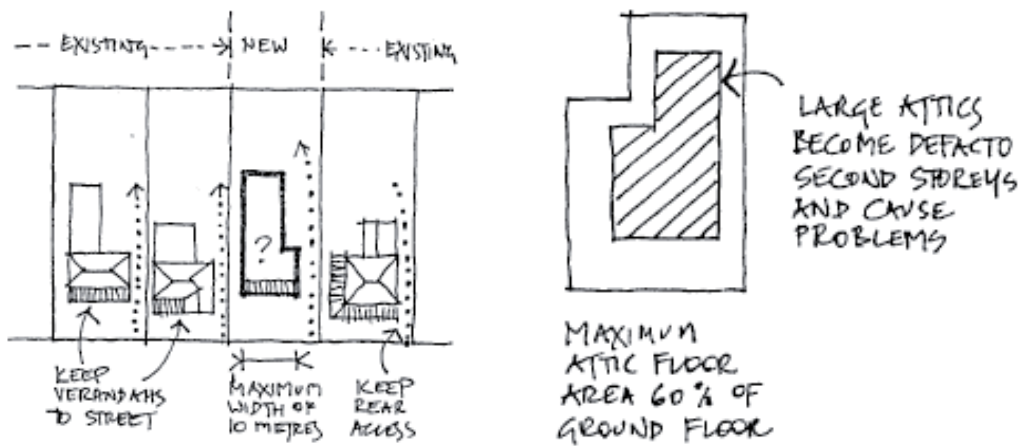 EXISTING
NEW
EXISTING
?
KEEP
VERANDAHS
TO STREET
MAXIMUM
WIDTH OF
10 METRES
KEEP
REAR
ACCESS
LARGE ATTICS
BECOME DEFACTO
SECOND STOREYS
AND CAUSE
PROBLEMS
MAXIMUM
ATTIC FLOOR
AREA 60% OF
GROUND FLOOR